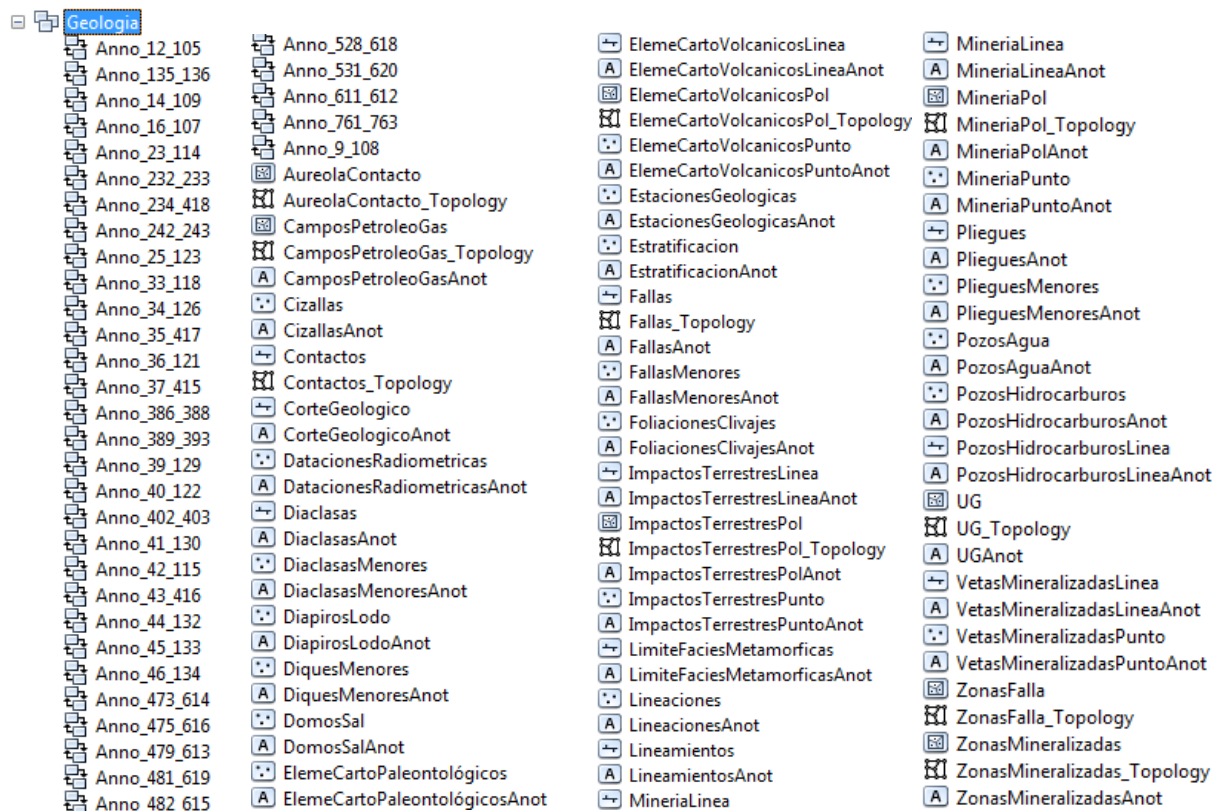 Geologia
Anno_12_105
Anno_135_136
Anno_14_109
Anno_16_107
Anno_23_114
Anno_232_233
Anno_234_418
Anno_242_243
Anno_25_123
Anno_33_118
Anno_34_126
Anno_35_417
Anno_36_121
Anno_37_415
Anno_386_388
Anno_389_393
Anno_39_129
Anno_40_122
Anno_402_403
Anno_41_130
Anno_42_115
Anno_43_416
Anno_44_132
Anno_45_133
Anno_46_134
Anno_473_614
Anno_475_616
Anno_479_613
Anno_481_619
Anno_482_615
Anno_528_618
Anno_531_620
Anno_611_612
Anno_761_763
Anno_9_108
AureolaContacto
AureolaContacto_Topology
CamposPetroleoGas
CamposPetroleoGas_Topology
CamposPetroleoGasAnot
Cizallas
CizallasAnot
Contactos
Contactos_Topology
CorteGeologico
CorteGeologicoAnot
DatacionesRadiometricas
DatacionesRadiometricasAnot
Diaclasas
DiaclasasAnot
DiaclasasMenores
DiaclasasMenoresAnot
DiapirosLodo
DiapirosLodoAnot
DiquesMenores
DiquesMenoresAnot
DomosSal
DomosSalAnot
ElemeCartoPaleontológicos
ElemeCartoPaleontológicosAnot
ElemeCartoVolcanicosLinea
ElemeCartoVolcanicosLineaAnot
ElemeCartoVolcanicosPol
ElemeCartoVolcanicosPol_Topology
ElemeCartoVolcanicosPunto
ElemeCartoVolcanicosPuntoAnot
EstacionesGeologicas
EstacionesGeologicasAnot
Estratificacion
EstratificacionAnot
Fallas
Fallas_Topology
FallasAnot
FallasMenores
FallasMenoresAnot
FoliacionesClivajes
FoliacionesClivajesAnot
ImpactosTerrestresLinea
ImpactosTerrestresLineaAnot
ImpactosTerrestresPol
ImpactosTerrestresPol_Topology
ImpactosTerrestresPolAnot
ImpactosTerrestresPunto
ImpactosTerrestresPuntoAnot
LimiteFaciesMetamorficas
LimiteFaciesMetamorficasAnot
Lineaciones
LineacionesAnot
Lineamientos
LineamientosAnot
MineriaLinea
MineriaLinea
MineriaLineaAnot
MineriaPol
MineriaPol_Topology
MineriaPolAnot
MineriaPunto
MineriaPuntoAnot
Pliegues
PlieguesAnot
PlieguesMenores
PlieguesMenoresAnot
PozosAgua
PozosAguaAnot
PozosHidrocarburos
PozosHidrocarburosAnot
PozosHidrocarburosLinea
PozosHidrocarburosLineaAnot
UG
UG_Topology
UGAnot
VetasMineralizadasLinea
VetasMineralizadasLineaAnot
VetasMineralizadasPunto
VetasMineralizadasPuntoAnot
ZonasFalla
ZonasFalla_Topology
ZonasMineralizadas
ZonasMineralizadas_Topology
ZonasMineralizadasAnot